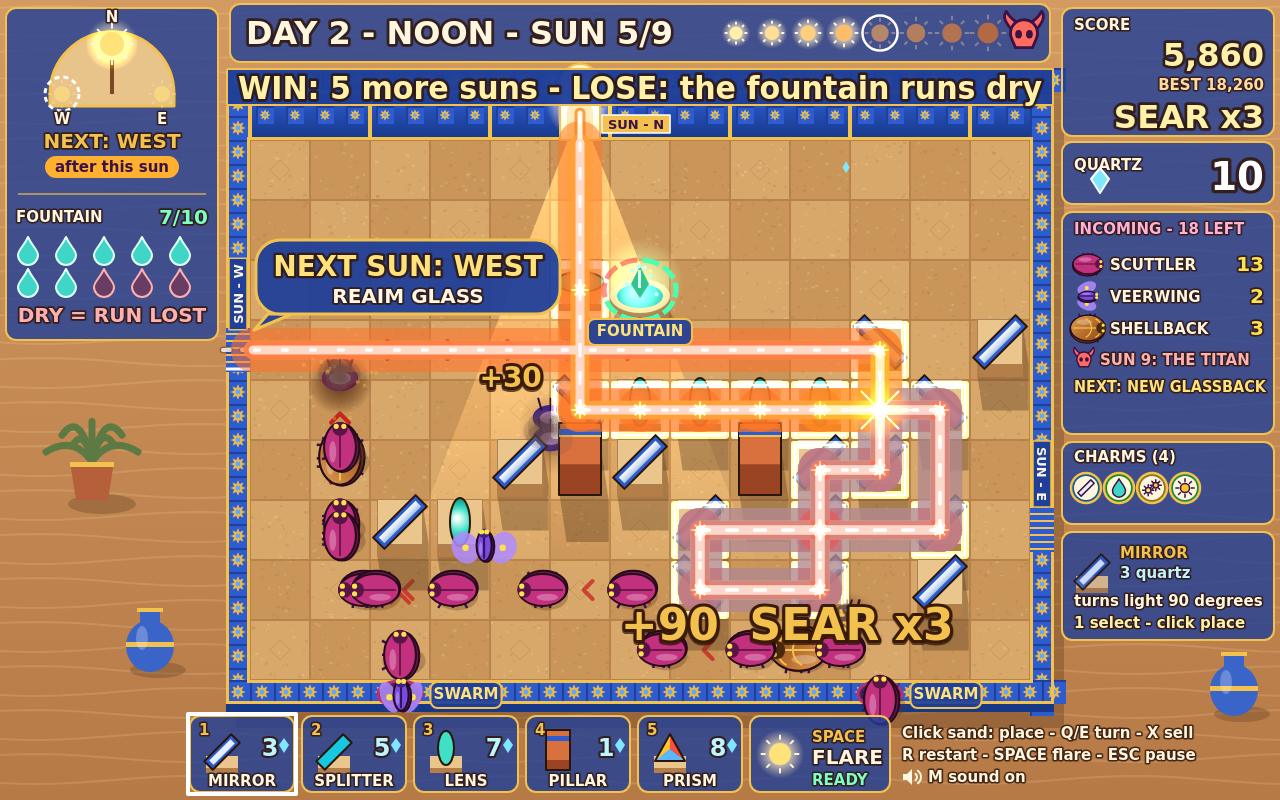 N
W
E
NEXT: WEST
after this sun
FOUNTAIN 7/10
DRY = RUN LOST
DAY 2 - NOON - SUN 5/9
WIN: 5 more suns - LOSE: the fountain runs dry
SUN - N
SUN - W
SUN - E
NEXT SUN: WEST
REAIM GLASS
FOUNTAIN
+30
+90 SEAR x3
SWARM
SWARM
SCORE
5,860
BEST 18,260
SEAR x3
QUARTZ
10
INCOMING - 18 LEFT
SCUTTLER 13
VEERWING 2
SHELLBACK 3
SUN 9: THE TITAN
NEXT: NEW GLASSBACK
CHARMS (4)
MIRROR
3 quartz
turns light 90 degrees
1 select - click place
1 3 MIRROR
2 5 SPLITTER
3 7 LENS
4 1 PILLAR
5 8 PRISM
SPACE
FLARE
READY
Click sand: place - Q/E turn - X sell
R restart - SPACE flare - ESC pause
M sound on